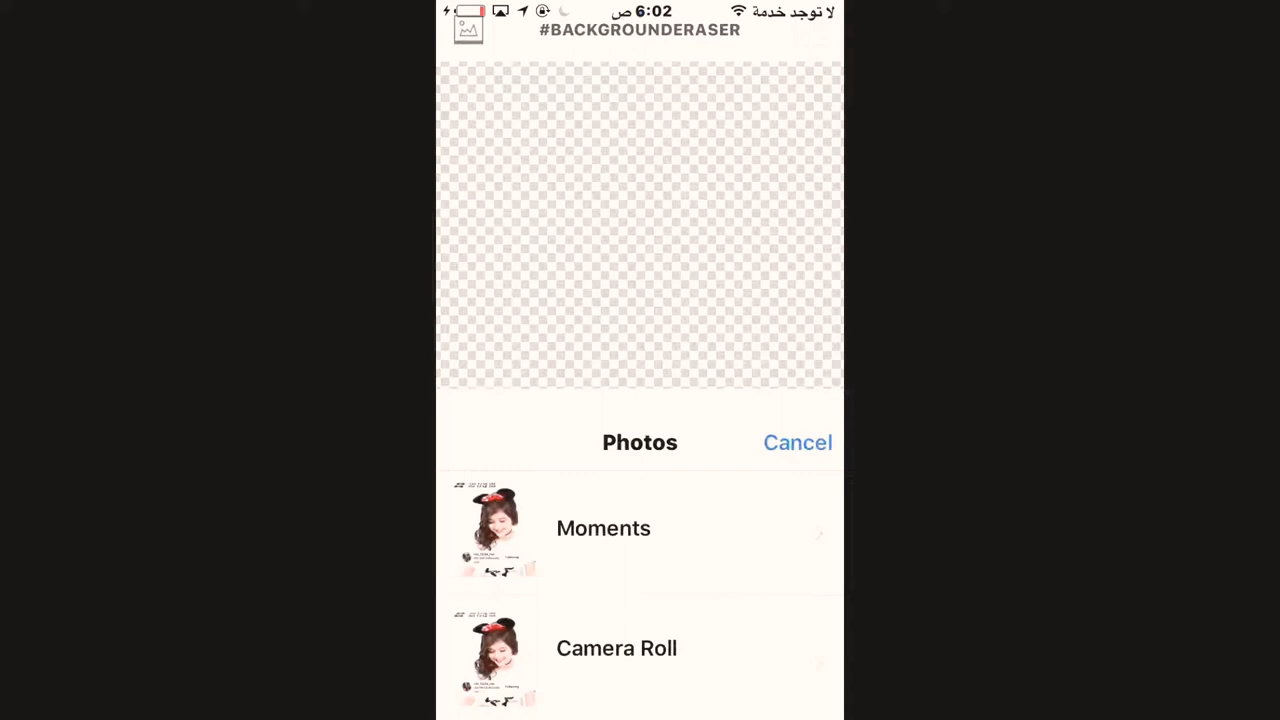 6:02 ص
لا توجد خدمة
#BACKGROUNDERASER
Photos
Cancel
Moments
Camera Roll